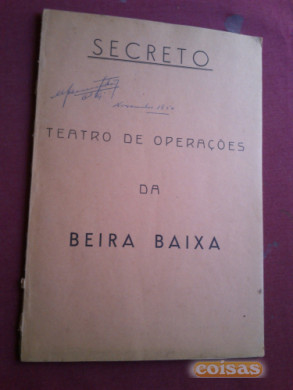 SECRETO
TEATRO DE OPERAÇÕES
DA
BEIRA BAIXA
coisas